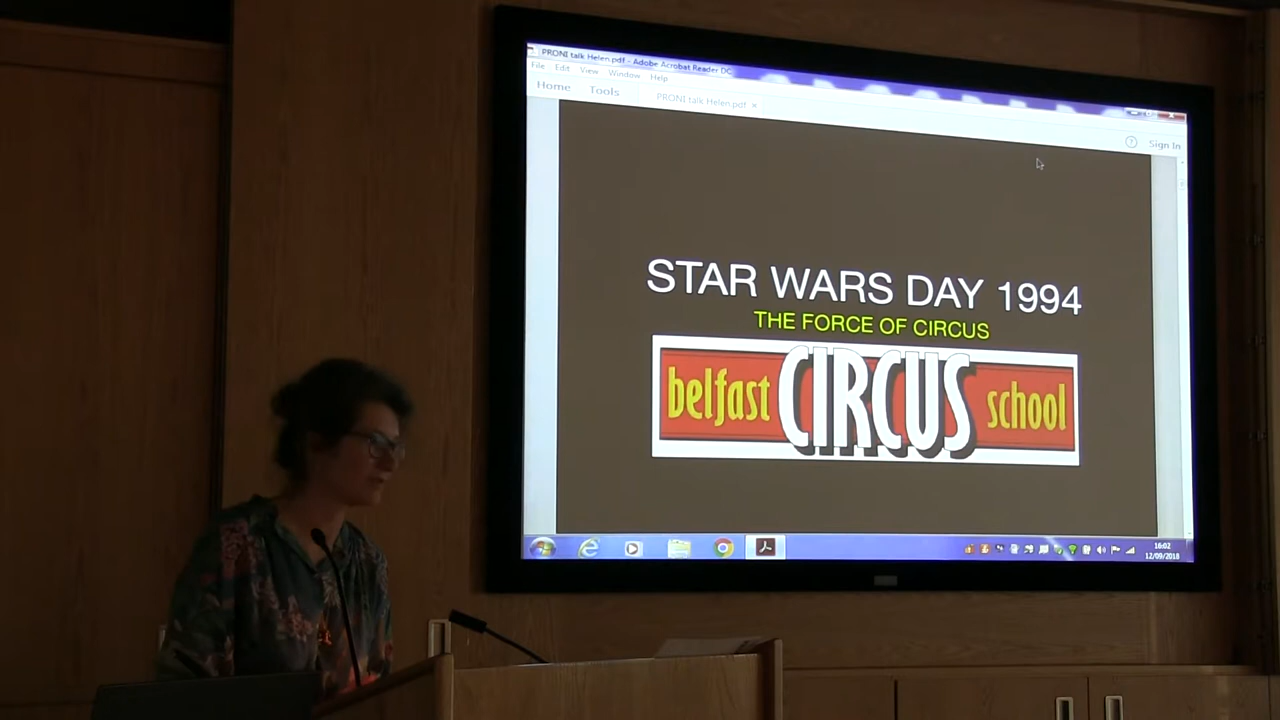 PRONI talk Helen.pdf - Adobe Acrobat Reader DC
File Edit View Window Help
Home Tools PRONI talk Helen.pdf ×
? Sign In
STAR WARS DAY 1994
THE FORCE OF CIRCUS
belfast CIRCUS school
16:02
12/09/2018